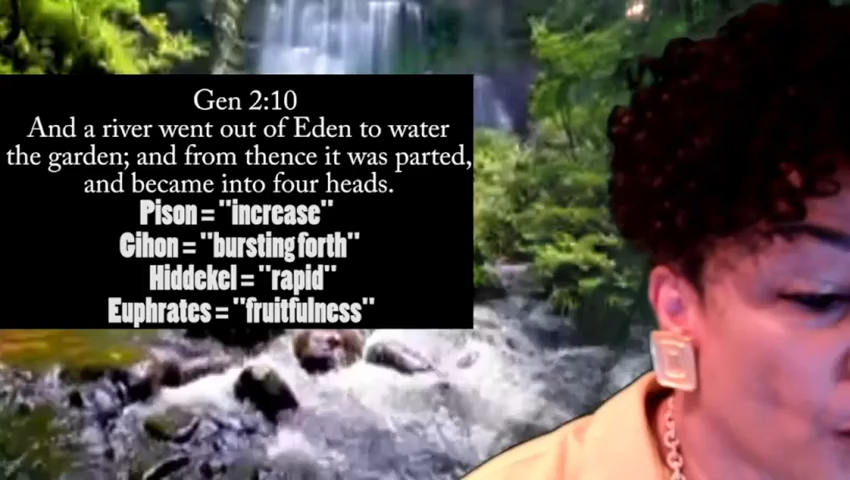 Gen 2:10
And a river went out of Eden to water
the garden; and from thence it was parted,
and became into four heads.
Pison = "increase"
Gihon = "bursting forth"
Hiddekel = "rapid"
Euphrates = "fruitfulness"